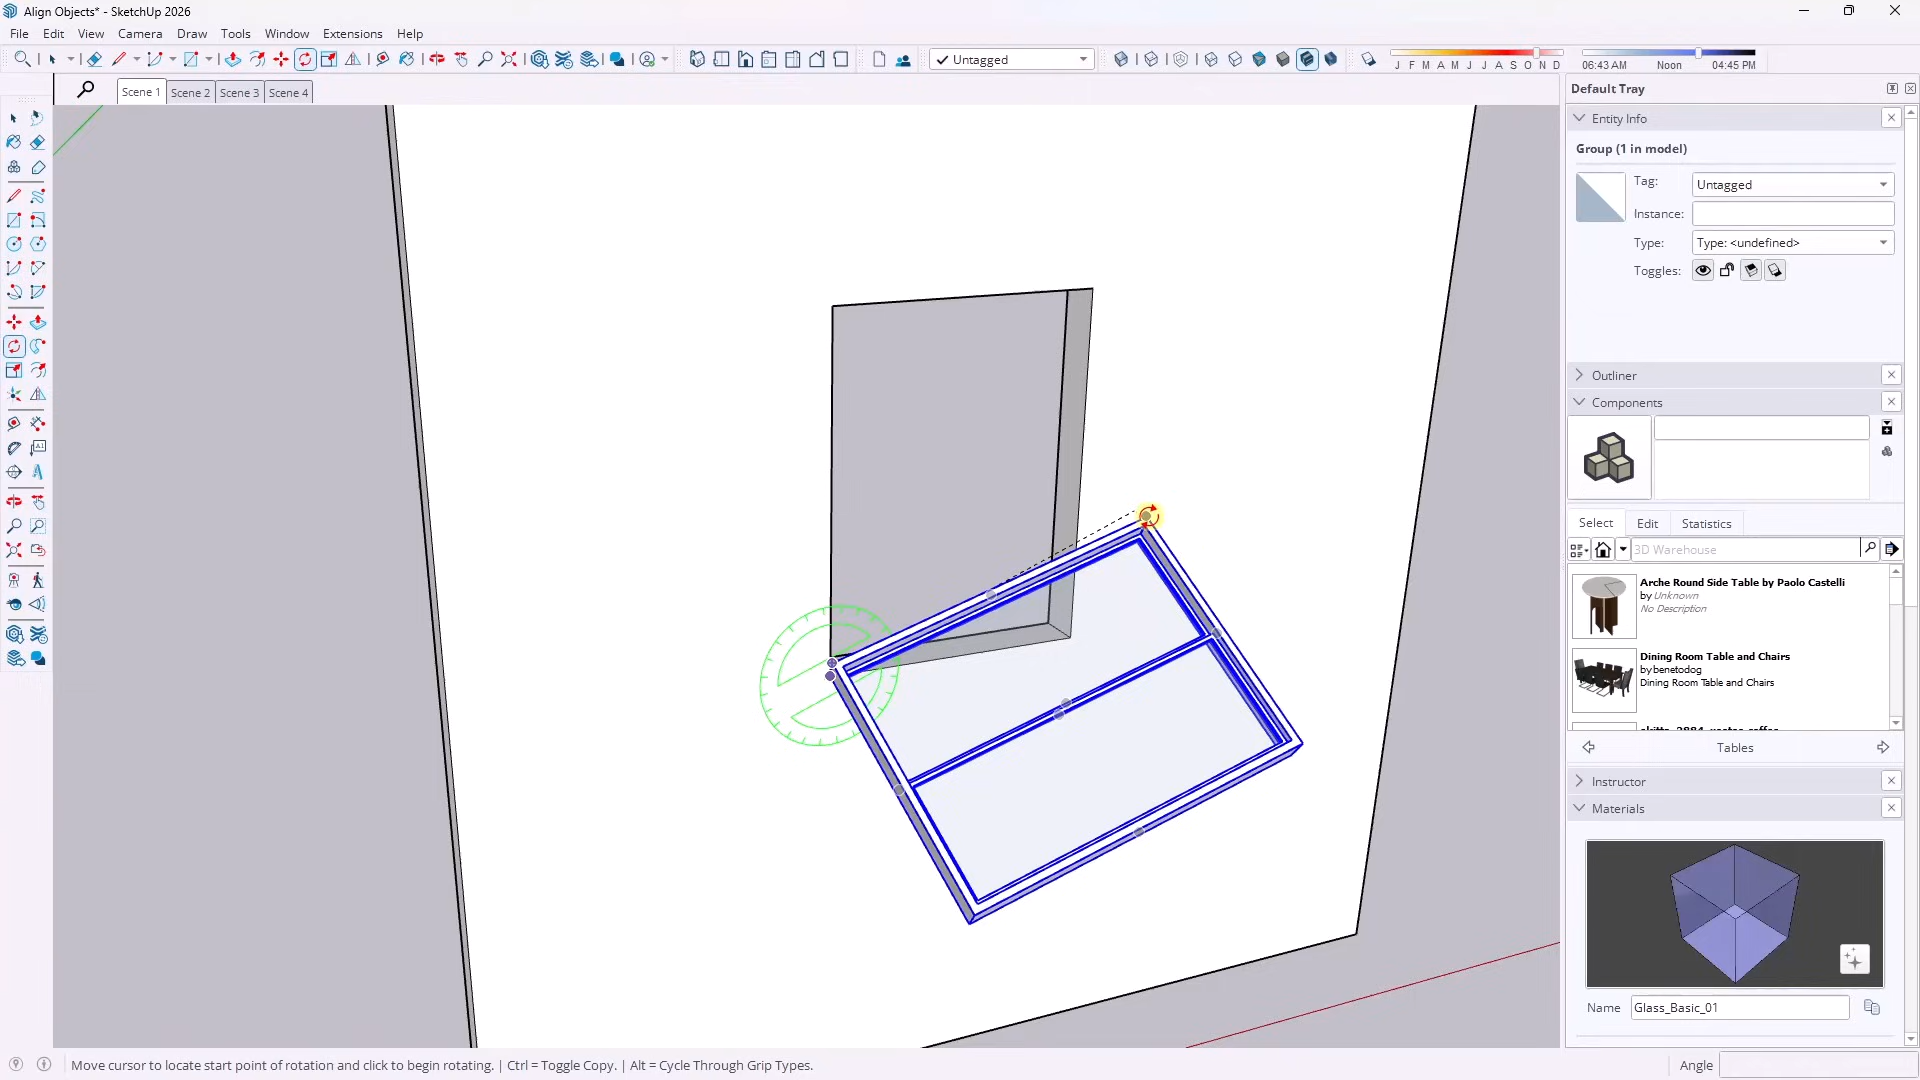 Align Objects* - SketchUp 2026
File Edit View Camera Draw Tools Window Extensions Help
Untagged
J F M A M J J A S O N D
06:43 AM Noon 04:45 PM
Scene 1 Scene 2 Scene 3 Scene 4
Default Tray
Entity Info
Group (1 in model)
Tag: Untagged
Instance:
Type: Type: <undefined>
Toggles:
Outliner
Components
Select Edit Statistics
3D Warehouse
Arche Round Side Table by Paolo Castelli
by Unknown
No Description
Dining Room Table and Chairs
by benetodog
Dining Room Table and Chairs
Tables
Instructor
Materials
Name Glass_Basic_01
Move cursor to locate start point of rotation and click to begin rotating. | Ctrl = Toggle Copy. | Alt = Cycle Through Grip Types.
Angle